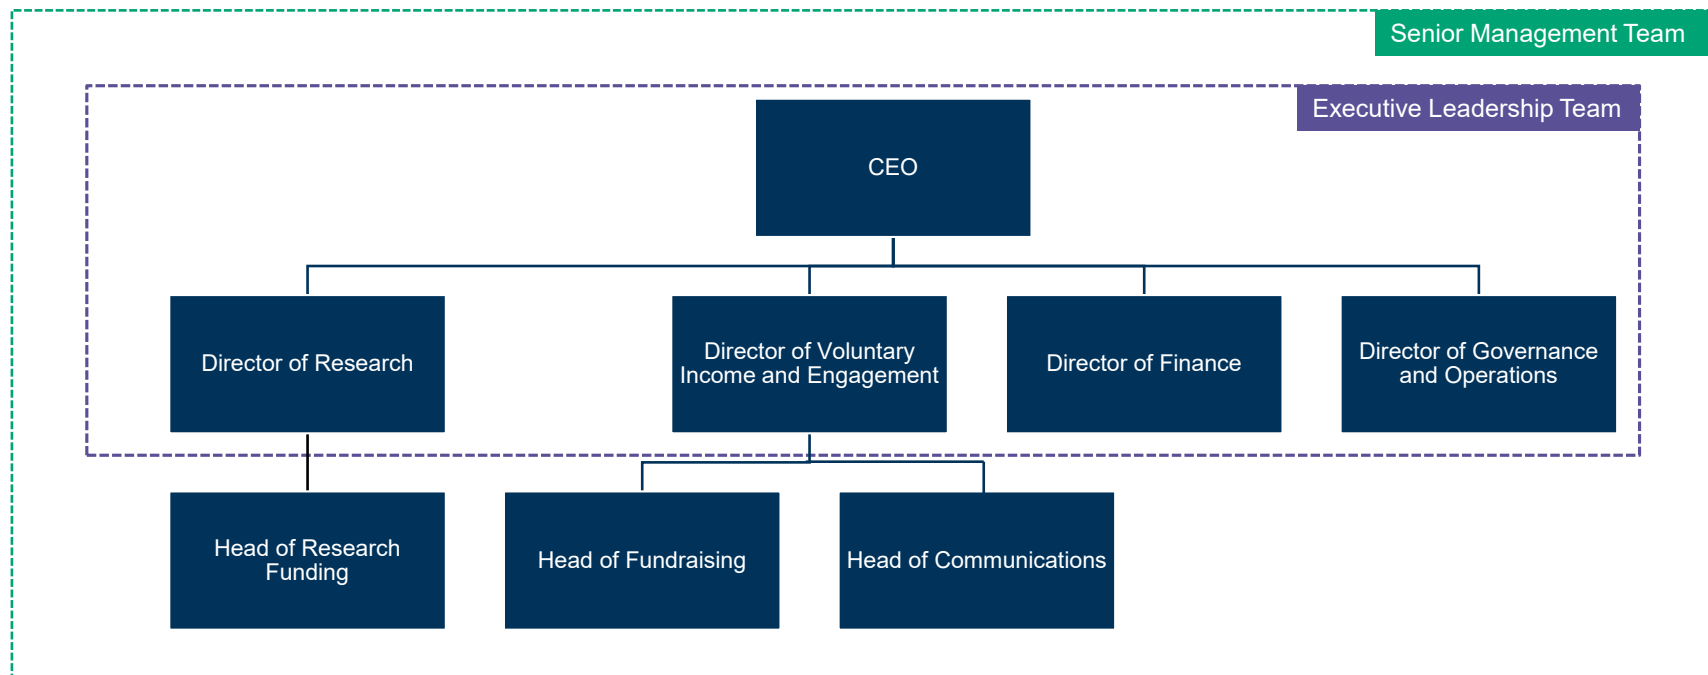 Senior Management Team
Executive Leadership Team
CEO
Director of Research
Director of Voluntary
Income and Engagement
Director of Finance
Director of Governance
and Operations
Head of Research
Funding
Head of Fundraising
Head of Communications